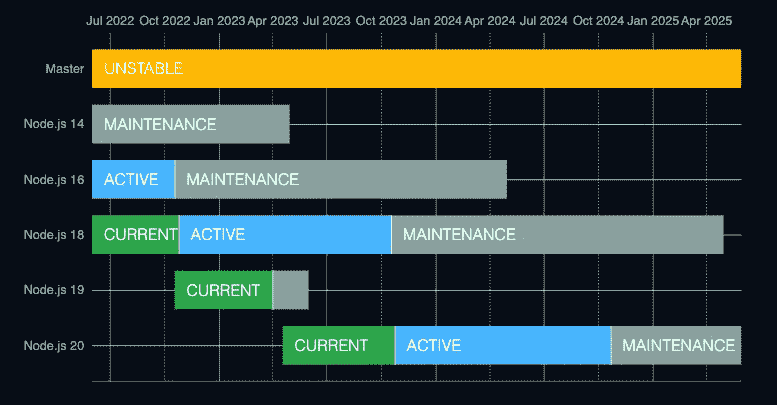 Jul 2022 Oct 2022 Jan 2023 Apr 2023 Jul 2023 Oct 2023 Jan 2024 Apr 2024 Jul 2024 Oct 2024 Jan 2025 Apr 2025
Master UNSTABLE
Node.js 14 MAINTENANCE
Node.js 16 ACTIVE MAINTENANCE
Node.js 18 CURRENT ACTIVE MAINTENANCE
Node.js 19 CURRENT
Node.js 20 CURRENT ACTIVE MAINTENANCE